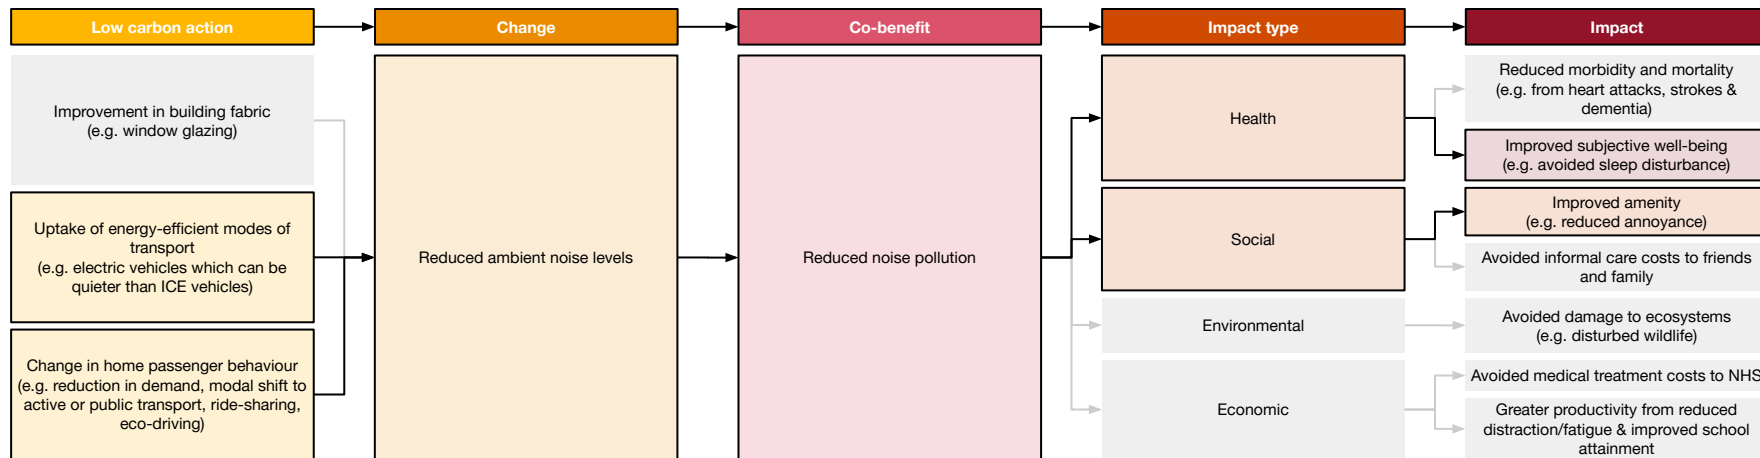 Low carbon action
Change
Co-benefit
Impact type
Impact
Improvement in building fabric
(e.g. window glazing)
Uptake of energy-efficient modes of
transport
(e.g. electric vehicles which can be
quieter than ICE vehicles)
Change in home passenger behaviour
(e.g. reduction in demand, modal shift to
active or public transport, ride-sharing,
eco-driving)
Reduced ambient noise levels
Reduced noise pollution
Health
Social
Environmental
Economic
Reduced morbidity and mortality
(e.g. from heart attacks, strokes &
dementia)
Improved subjective well-being
(e.g. avoided sleep disturbance)
Improved amenity
(e.g. reduced annoyance)
Avoided informal care costs to friends
and family
Avoided damage to ecosystems
(e.g. disturbed wildlife)
Avoided medical treatment costs to NHS
Greater productivity from reduced
distraction/fatigue & improved school
attainment